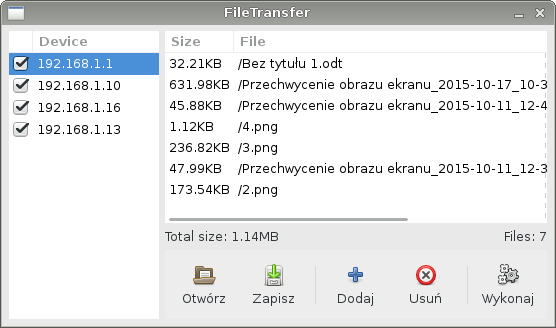 FileTransfer
Device
192.168.1.1
192.168.1.10
192.168.1.16
192.168.1.13
Size File
32.21KB /Bez tytułu 1.odt
631.98KB /Przechwycenie obrazu ekranu_2015-10-17_10-3
45.88KB /Przechwycenie obrazu ekranu_2015-10-11_12-4
1.12KB /4.png
236.82KB /3.png
47.99KB /Przechwycenie obrazu ekranu_2015-10-11_12-3
173.54KB /2.png
Total size: 1.14MB Files: 7
Otwórz Zapisz Dodaj Usuń Wykonaj